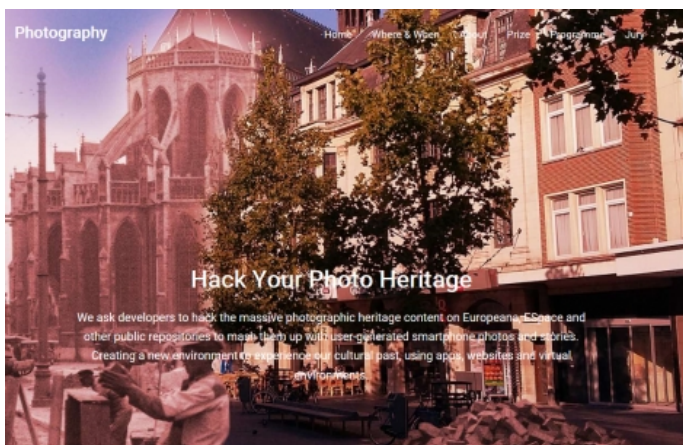 Photography
Home Where & When About Prize Programme Jury
Hack Your Photo Heritage
We ask developers to hack the massive photographic heritage content on Europeana, ESpace and
other public repositories to mash them up with user-generated smartphone photos and stories.
Creating a new environment to experience our cultural past, using apps, websites and virtual
environments.